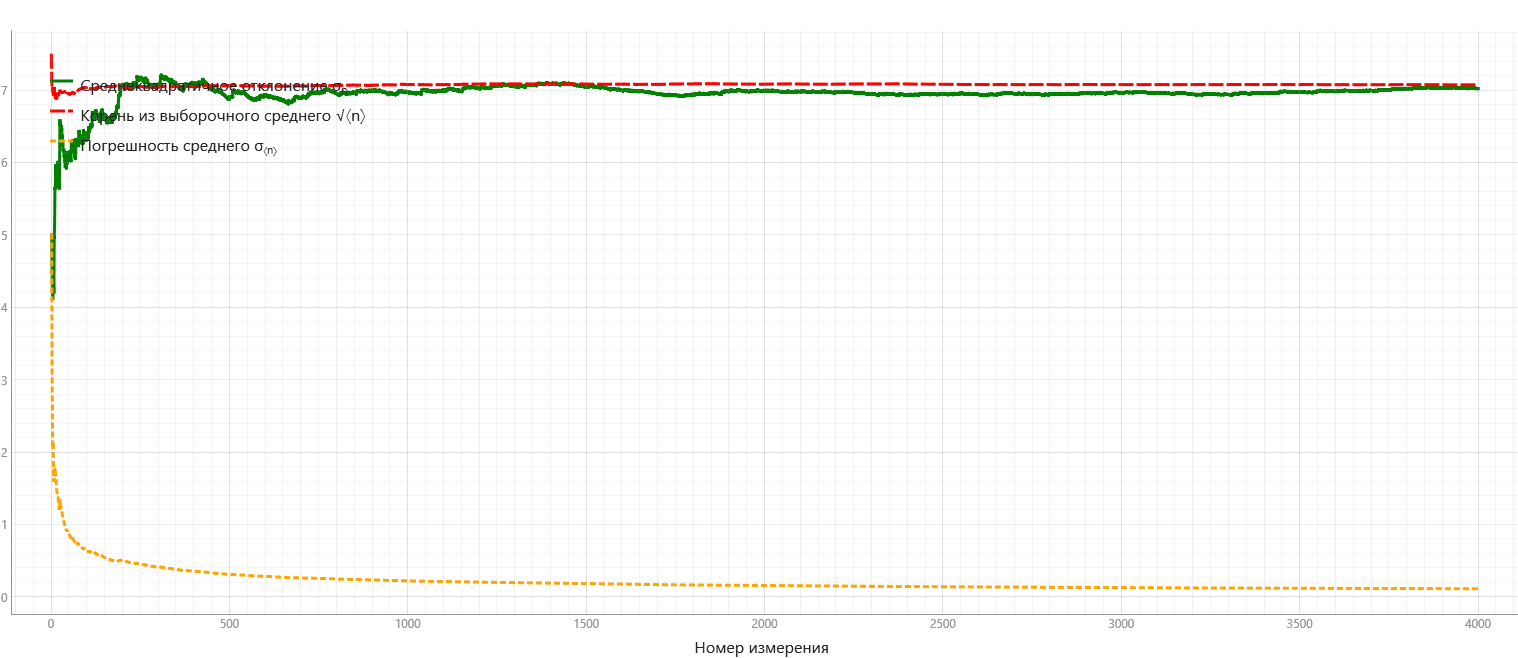 Среднеквадратичное отклонение σₙ
Корень из выборочного среднего √⟨n⟩
Погрешность среднего σ⟨n⟩
7
6
5
4
3
2
1
0
0 500 1000 1500 2000 2500 3000 3500 4000
Номер измерения